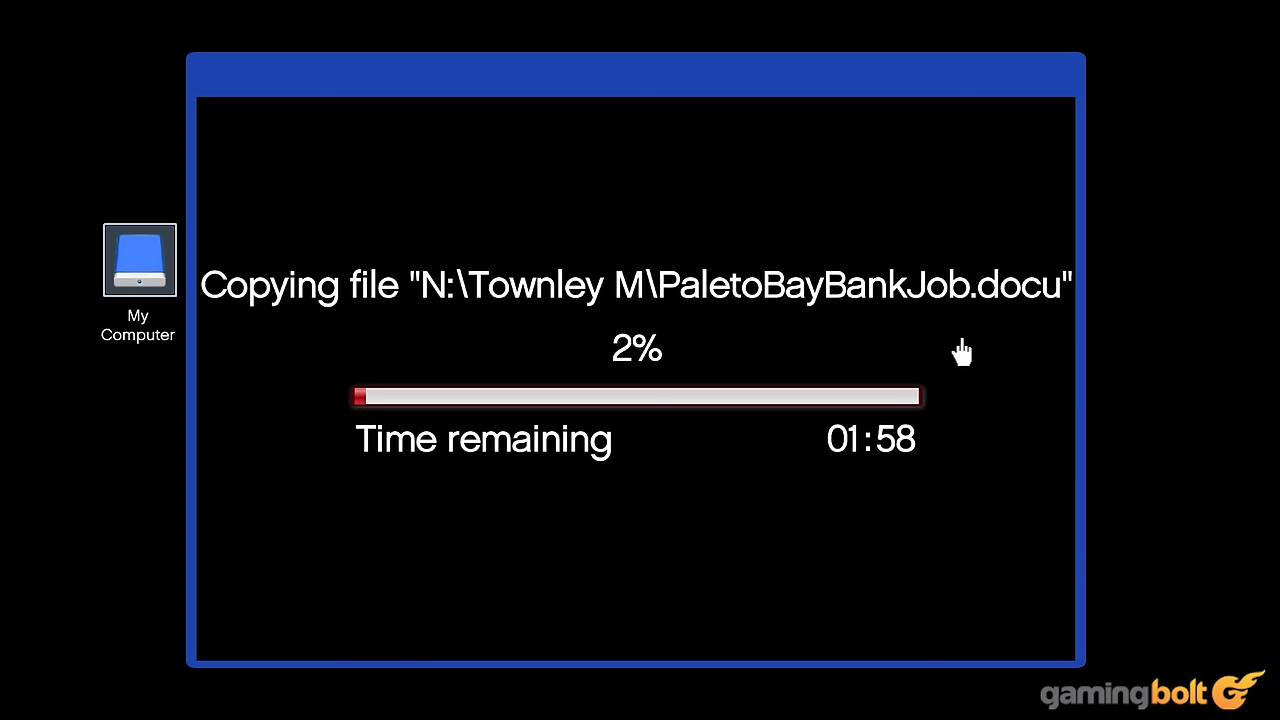 Copying file "N:\Townley M\PaletoBayBankJob.docu"
2%
My
Computer
Time remaining 01:58
gamingbolt